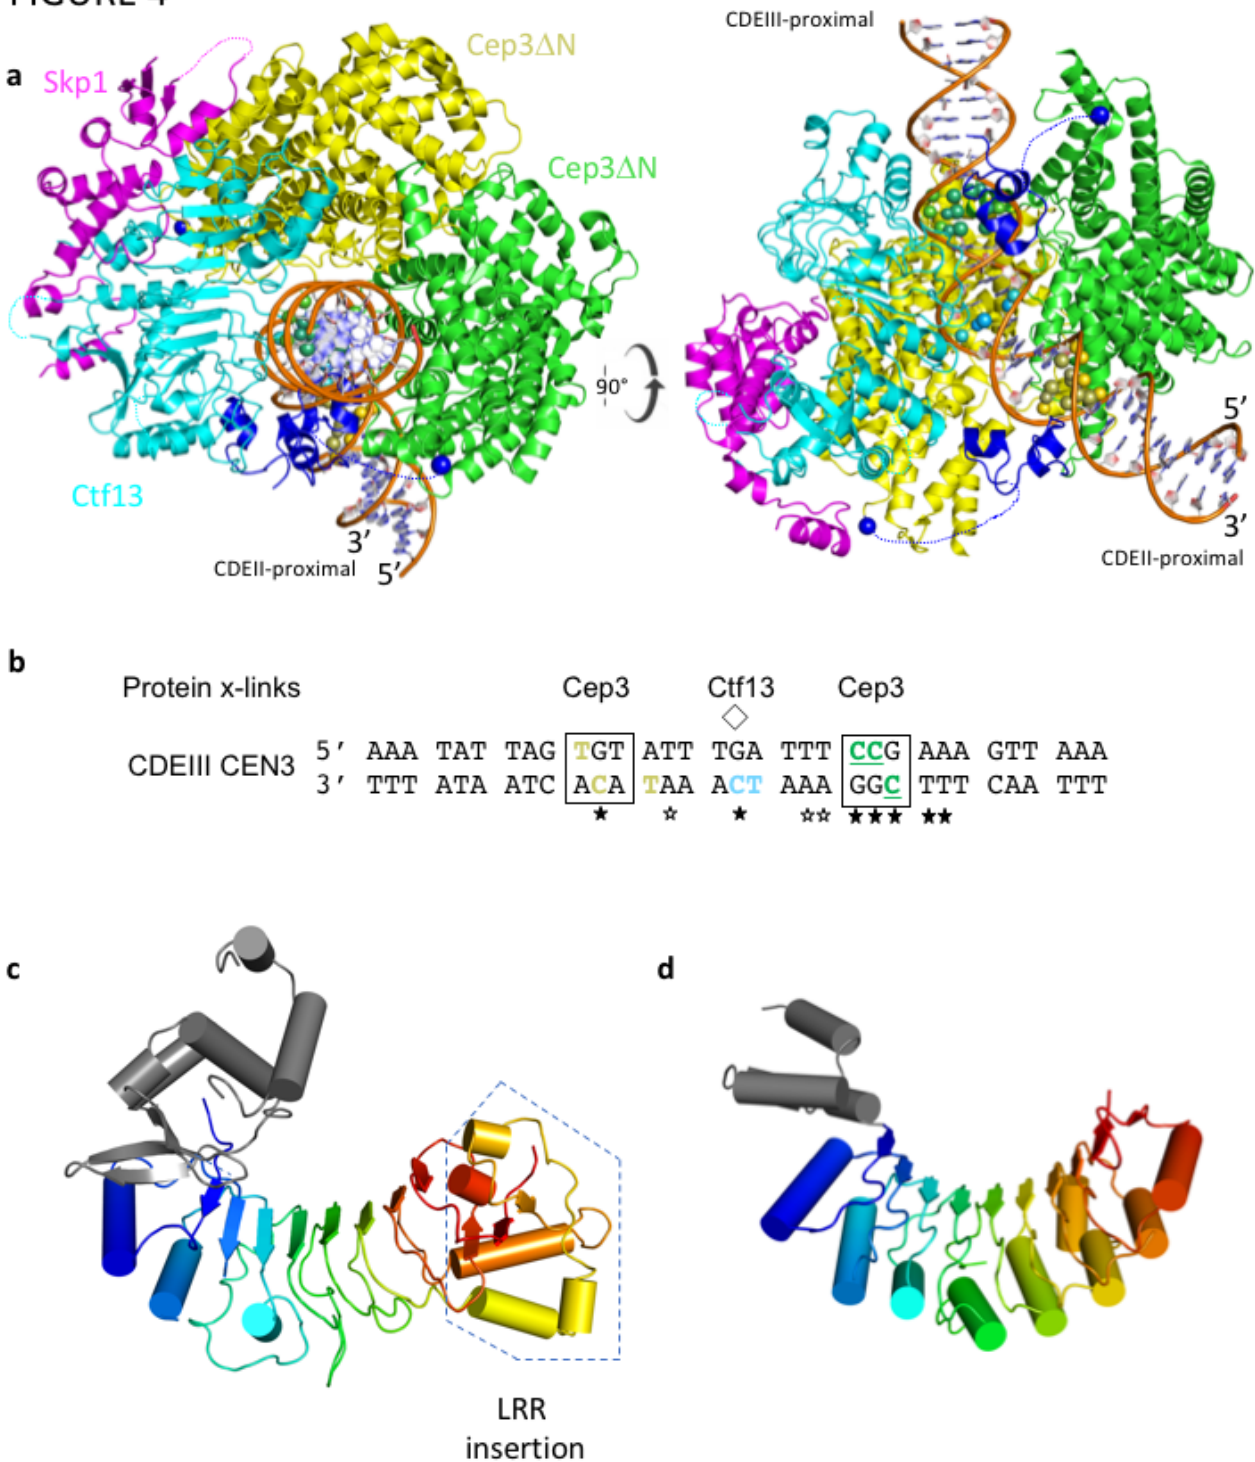 FIGURE 4
CDEIII-proximal
a
Skp1
Cep3ΔN
Cep3ΔN
90°
Ctf13
5’
3’
3’
CDEII-proximal
5’
CDEII-proximal
b
Protein x-links Cep3 Ctf13 Cep3
◇
CDEIII CEN3
5’ AAA TAT TAG TGT ATT TGA TTT CCG AAA GTT AAA
3’ TTT ATA ATC ACA TAA ACT AAA GGC TTT CAA TTT
★ ☆ ★ ☆☆ ★★★ ★★
c
d
LRR
insertion